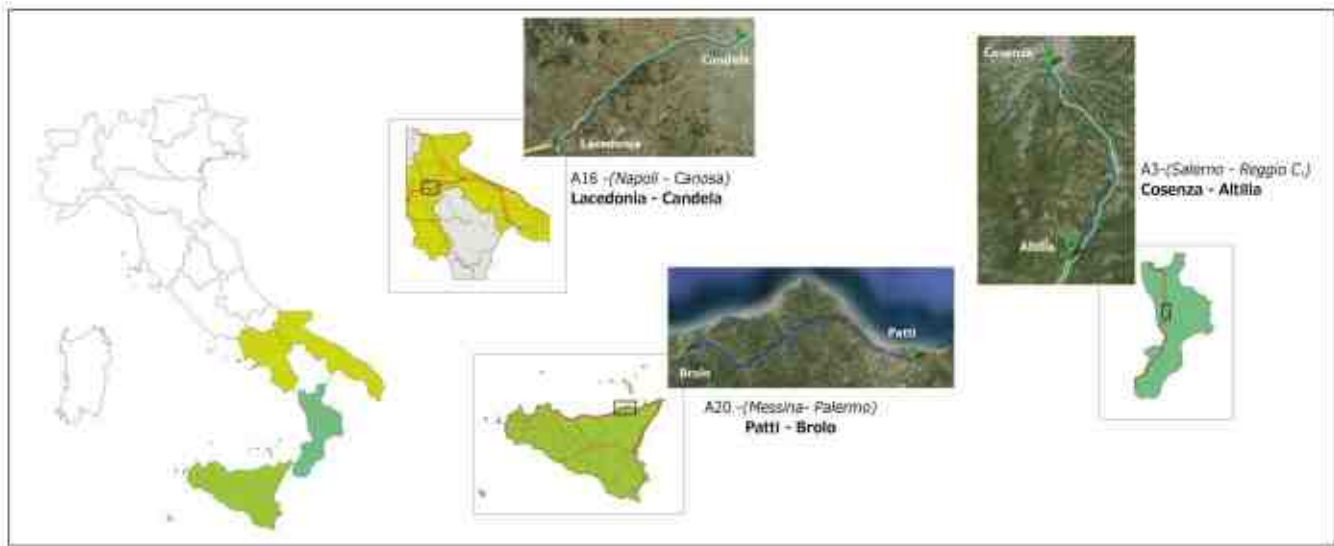 Candela
Lacedonia
A16 -(Napoli - Canosa)
Lacedonia - Candela
Cosenza
Altilia
A3-(Salerno - Reggio C.)
Cosenza - Altilia
Patti
Brolo
A20 -(Messina- Palermo)
Patti - Brolo